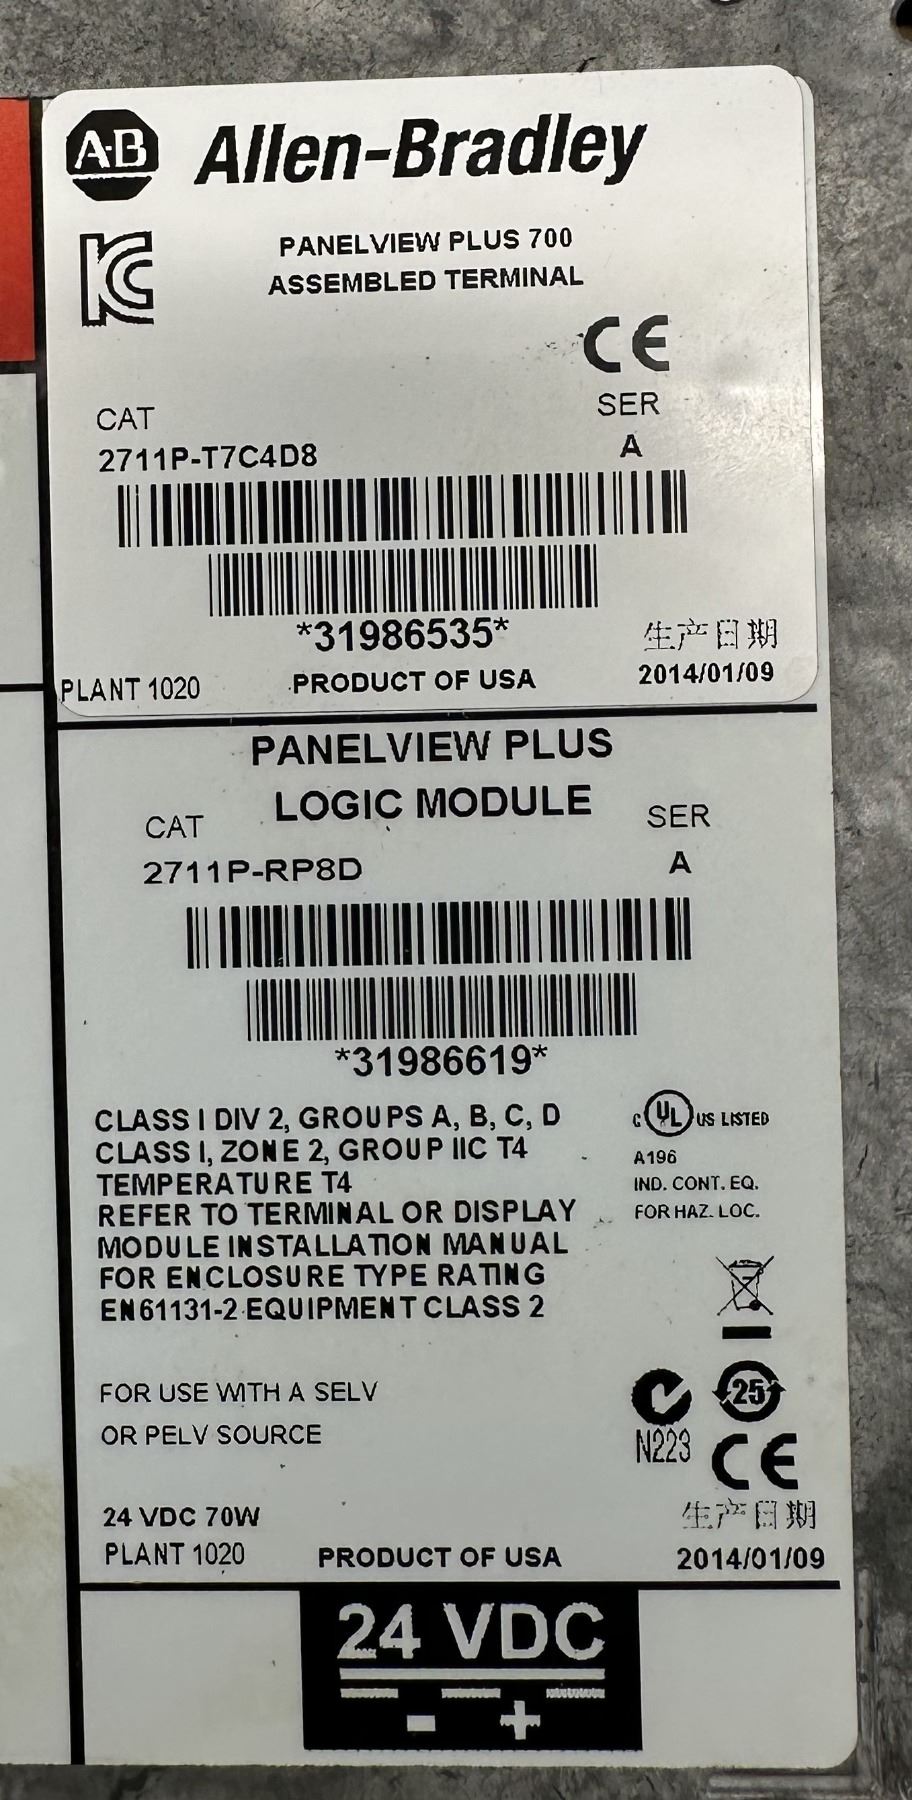 A-B Allen-Bradley
PANELVIEW PLUS 700
ASSEMBLED TERMINAL
CE
CAT SER
2711P-T7C4D8 A
*31986535*
生产日期
PLANT 1020 PRODUCT OF USA 2014/01/09
PANELVIEW PLUS
LOGIC MODULE
CAT SER
2711P-RP8D A
*31986619*
CLASS I DIV 2, GROUPS A, B, C, D
CLASS I, ZONE 2, GROUP IIC T4
TEMPERATURE T4
REFER TO TERMINAL OR DISPLAY
MODULE INSTALLATION MANUAL
FOR ENCLOSURE TYPE RATING
EN61131-2 EQUIPMENT CLASS 2
C UL US LISTED
A196
IND. CONT. EQ.
FOR HAZ. LOC.
FOR USE WITH A SELV
OR PELV SOURCE
25
N223 CE
24 VDC 70W
生产日期
PLANT 1020 PRODUCT OF USA 2014/01/09
24 VDC
- +